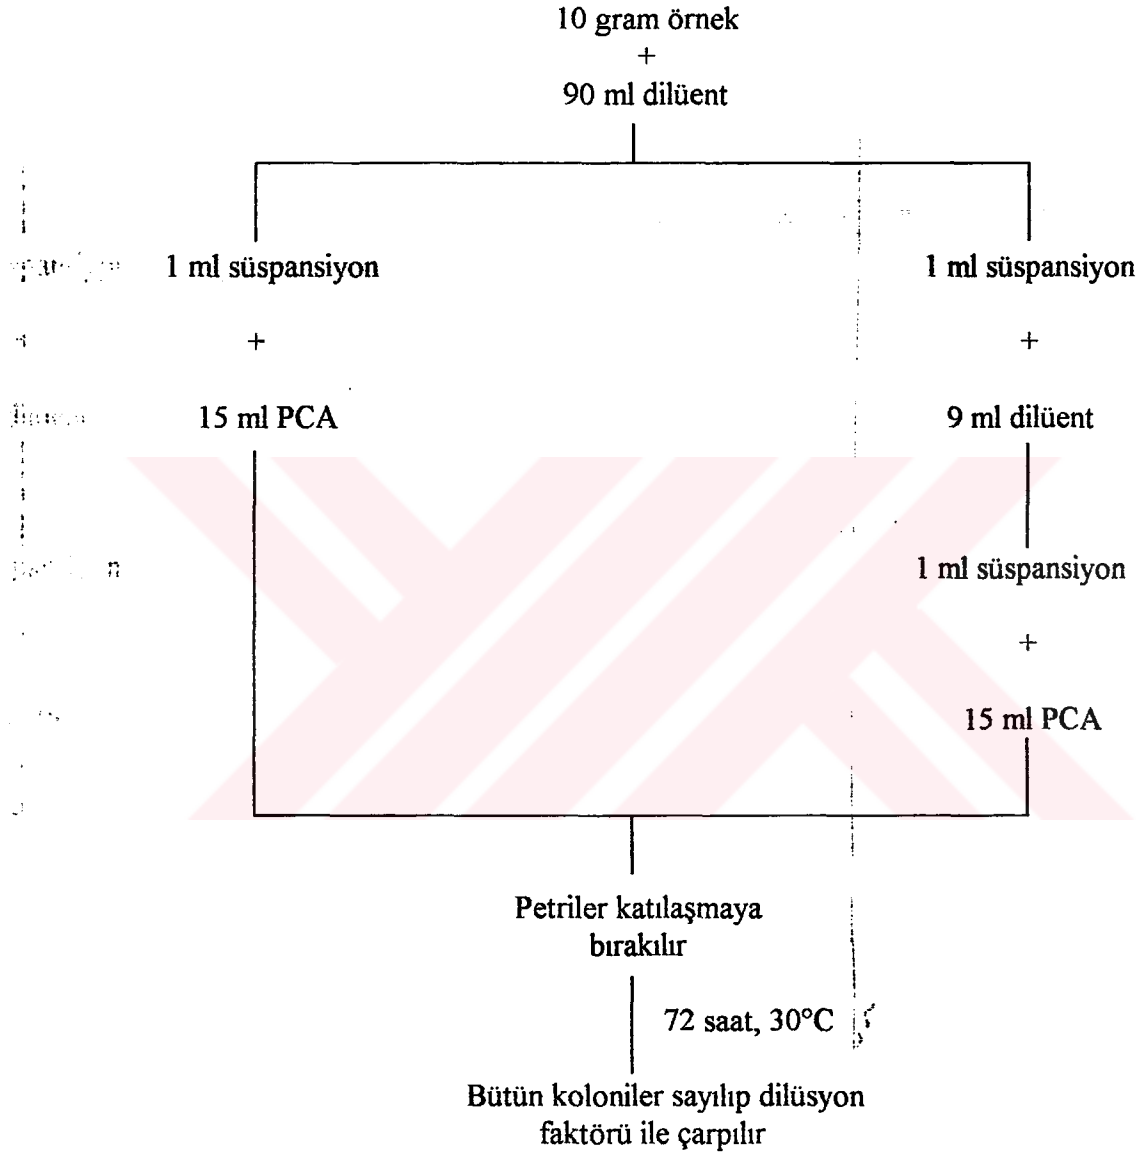 10 gram örnek
+
90 ml dilüent
1 ml süspansiyon
1 ml süspansiyon
+
+
15 ml PCA
9 ml dilüent
1 ml süspansiyon
+
15 ml PCA
Petriler katılaşmaya
bırakılır
72 saat, 30°C
Bütün koloniler sayılıp dilüsyon
faktörü ile çarpılır